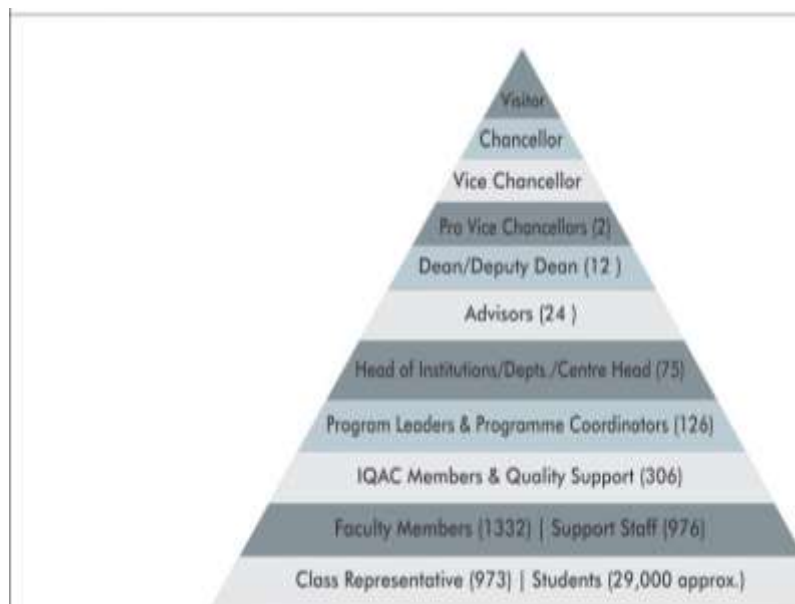 Visitor
Chancellor
Vice Chancellor
Pro Vice Chancellors (2)
Dean/Deputy Dean (12 )
Advisors (24 )
Head of Institutions/Depts./Centre Head (75)
Program Leaders & Programme Coordinators (126)
IQAC Members & Quality Support (306)
Faculty Members (1332) | Support Staff (976)
Class Representative (973) | Students (29,000 approx.)